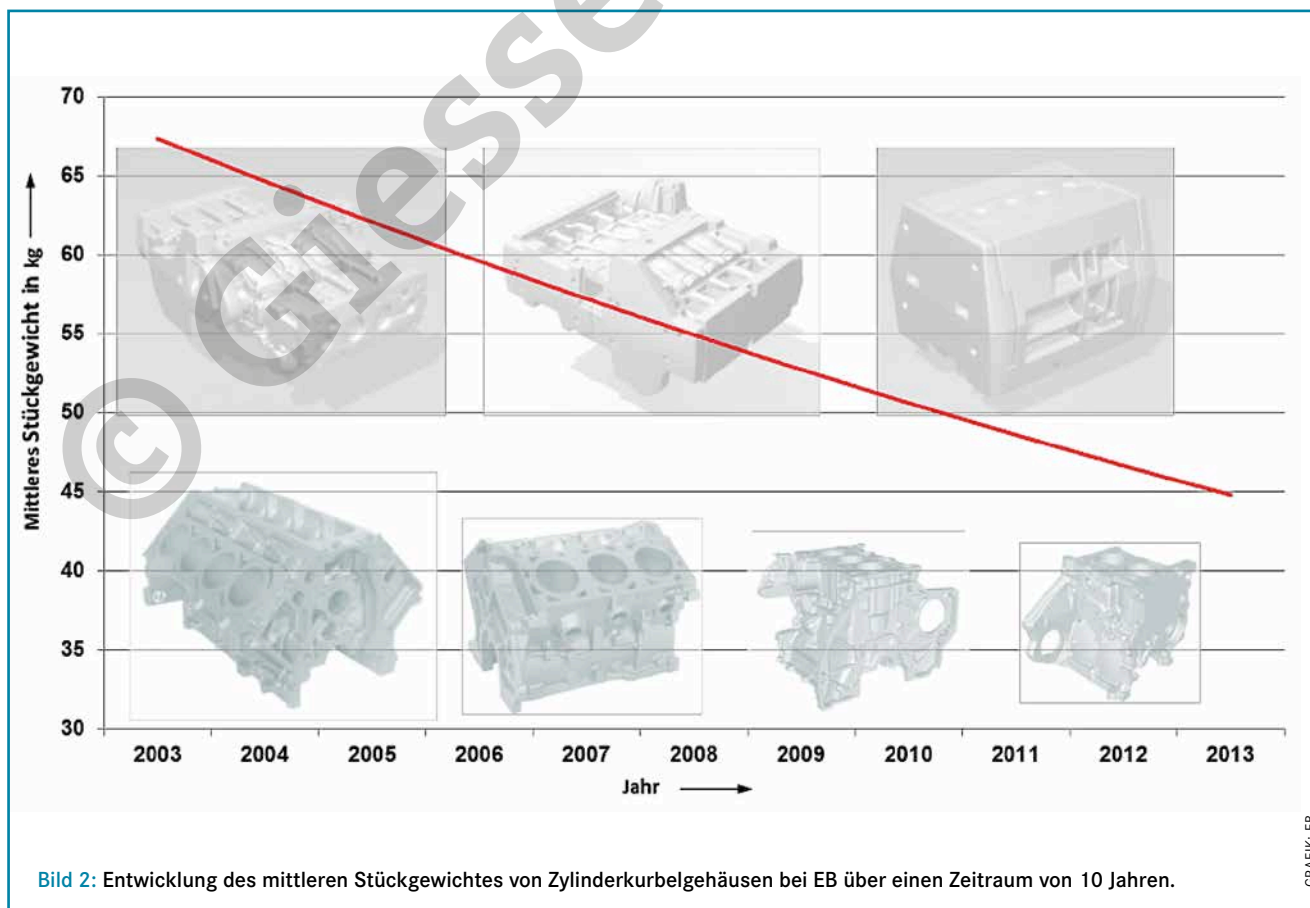 © Giesse
70
65
60
55
50
45
40
35
30
Mittleres Stückgewicht in kg
2003 2004 2005 2006 2007 2008 2009 2010 2011 2012 2013
Jahr
GRAFIK: EB
Bild 2: Entwicklung des mittleren Stückgewichtes von Zylinderkurbelgehäusen bei EB über einen Zeitraum von 10 Jahren.